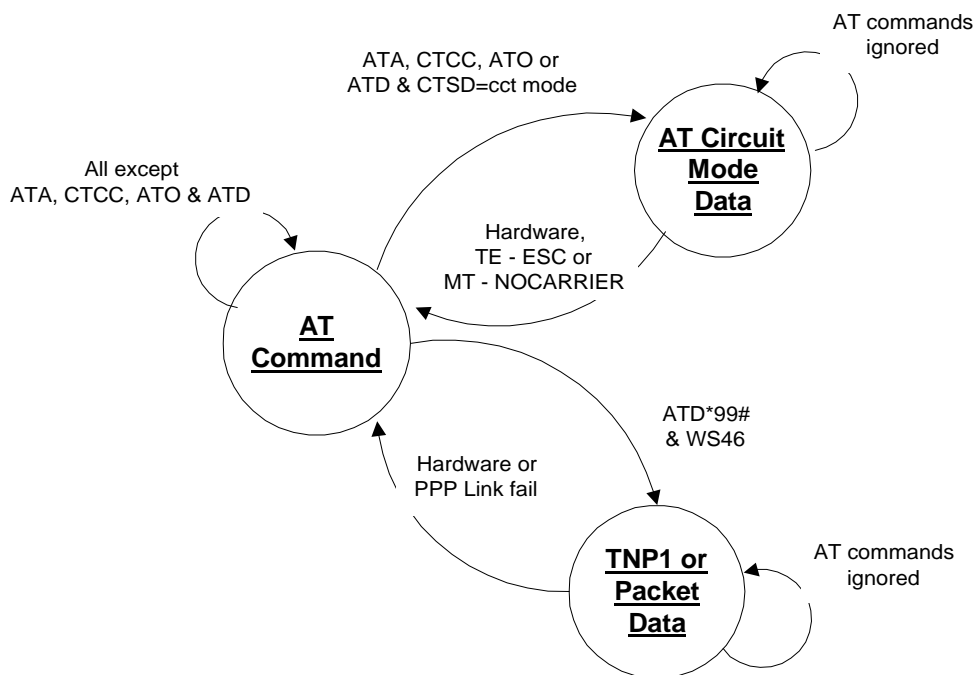 AT commands
ignored
ATA, CTCC, ATO or
ATD & CTSD=cct mode
AT Circuit
Mode
Data
All except
ATA, CTCC, ATO & ATD
Hardware,
TE - ESC or
MT - NOCARRIER
AT
Command
ATD*99#
& WS46
Hardware or
PPP Link fail
TNP1 or
Packet
Data
AT commands
ignored